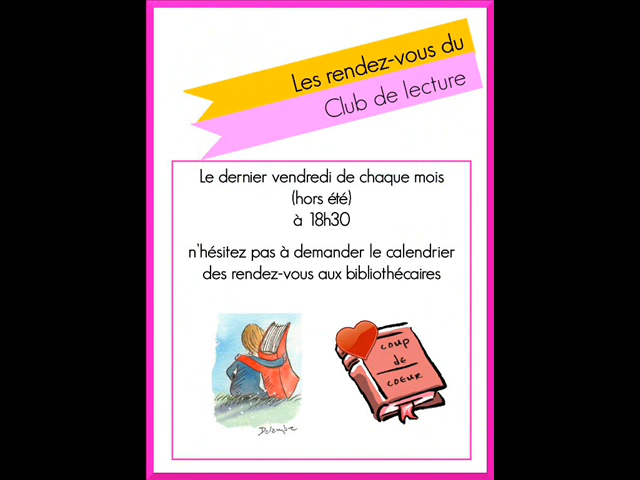 Les rendez-vous du
Club de lecture
Le dernier vendredi de chaque mois
(hors été)
à 18h30
n'hésitez pas à demander le calendrier
des rendez-vous aux bibliothécaires
COUP
de
COEUR
Delambre